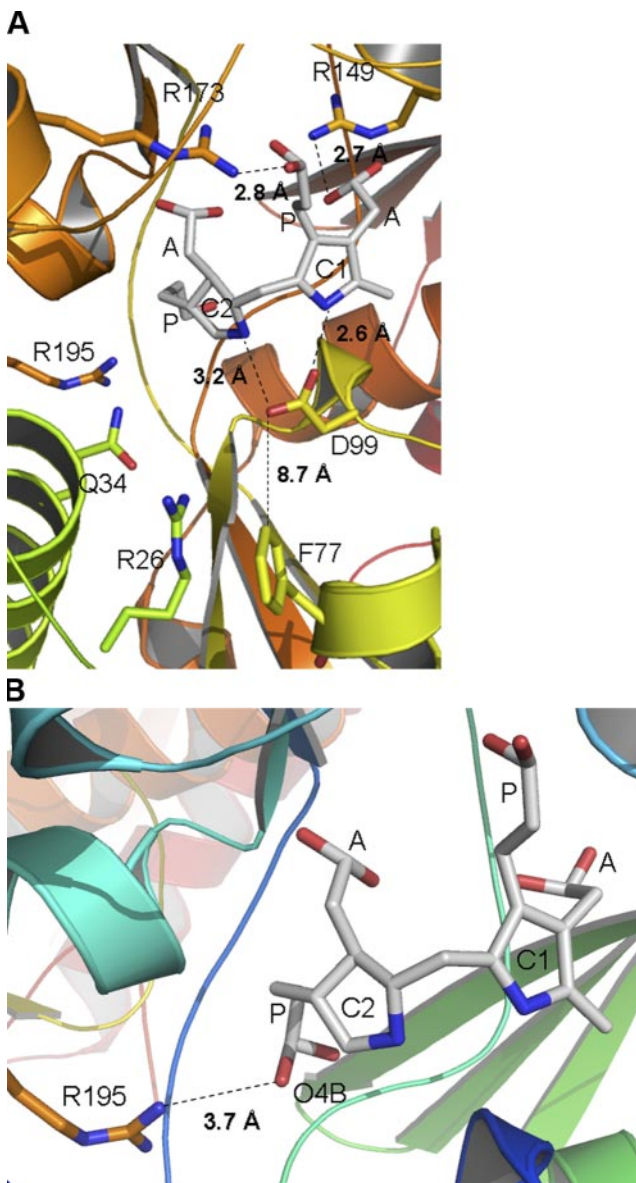 A
R173
R149
2.7 Å
2.8 Å
P
A
A
C1
P
C2
R195
3.2 Å
2.6 Å
D99
Q34
8.7 Å
R26
F77
B
P
A
A
C1
P
C2
R195
O4B
3.7 Å